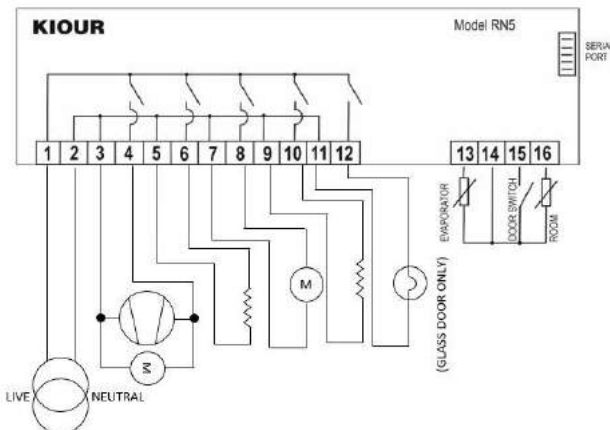 KIOUR
Model RN5
SERIA
PORT
1 2 3 4 5 6 7 8 9 10 11 12
13 14 15 16
EVAPORATOR
DOOR SWITCH
ROOM
M
M
(GLASS DOOR ONLY)
LIVE
NEUTRAL